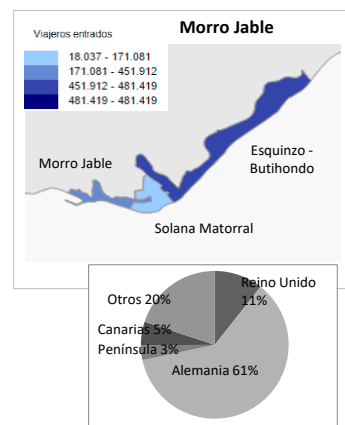 Morro Jable
Viajeros entrados
18.037 - 171.081
171.081 - 451.912
451.912 - 481.419
481.419 - 481.419
Esquinzo -
Butihondo
Morro Jable
Solana Matorral
Reino Unido
11%
Otros 20%
Canarias 5%
Península 3%
Alemania 61%